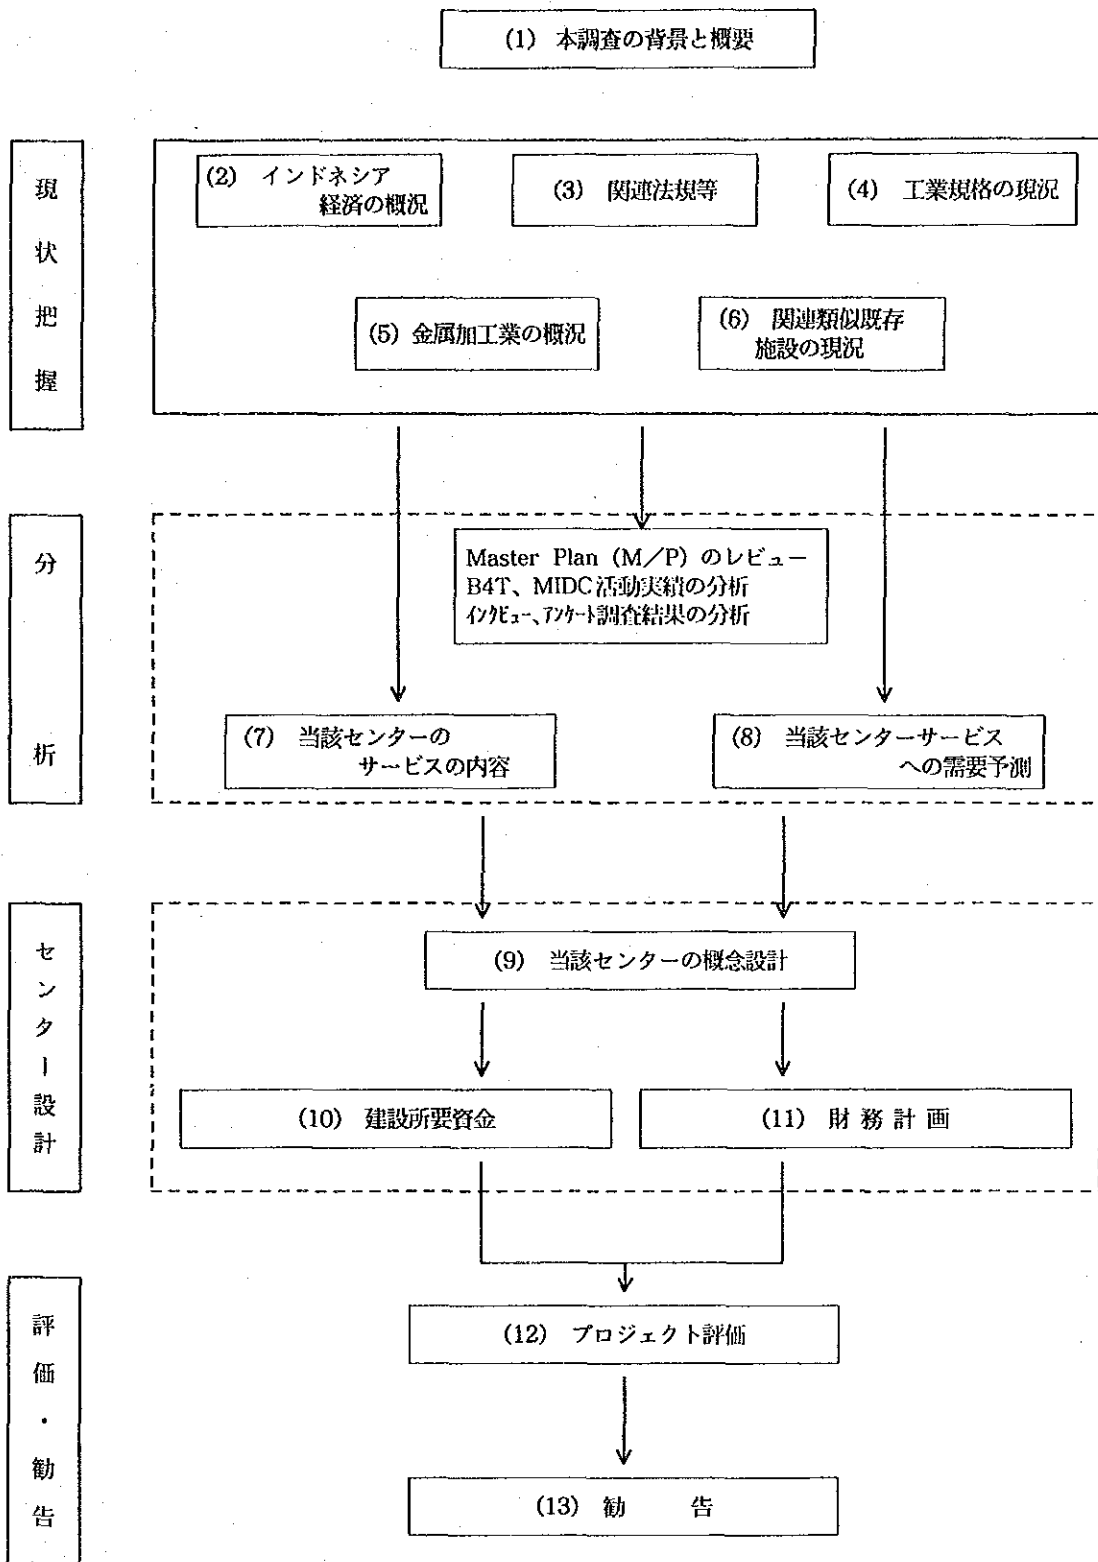 (1) 本調査の背景と概要
現状把握
(2) インドネシア
経済の概況
(3) 関連法規等
(4) 工業規格の現況
(5) 金属加工業の概況
(6) 関連類似既存
施設の現況
分析
Master Plan (M/P) のレビュー
B4T、MIDC活動実績の分析
インタビュー、アンケート調査結果の分析
(7) 当該センターの
サービスの内容
(8) 当該センターサービス
への需要予測
センター設計
(9) 当該センターの概念設計
(10) 建設所要資金
(11) 財務計画
評価・勧告
(12) プロジェクト評価
(13) 勧 告